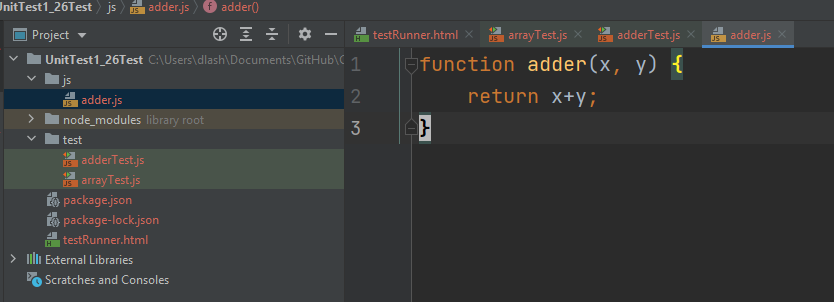 UnitTest1_26Test › js › adder.js › adder()
Project
testRunner.html × arrayTest.js × adderTest.js × adder.js ×
UnitTest1_26Test C:\Users\dlash\Documents\GitHub\
js
adder.js
node_modules library root
test
adderTest.js
arrayTest.js
package.json
package-lock.json
testRunner.html
External Libraries
Scratches and Consoles
1 function adder(x, y) {
2 return x+y;
3 }